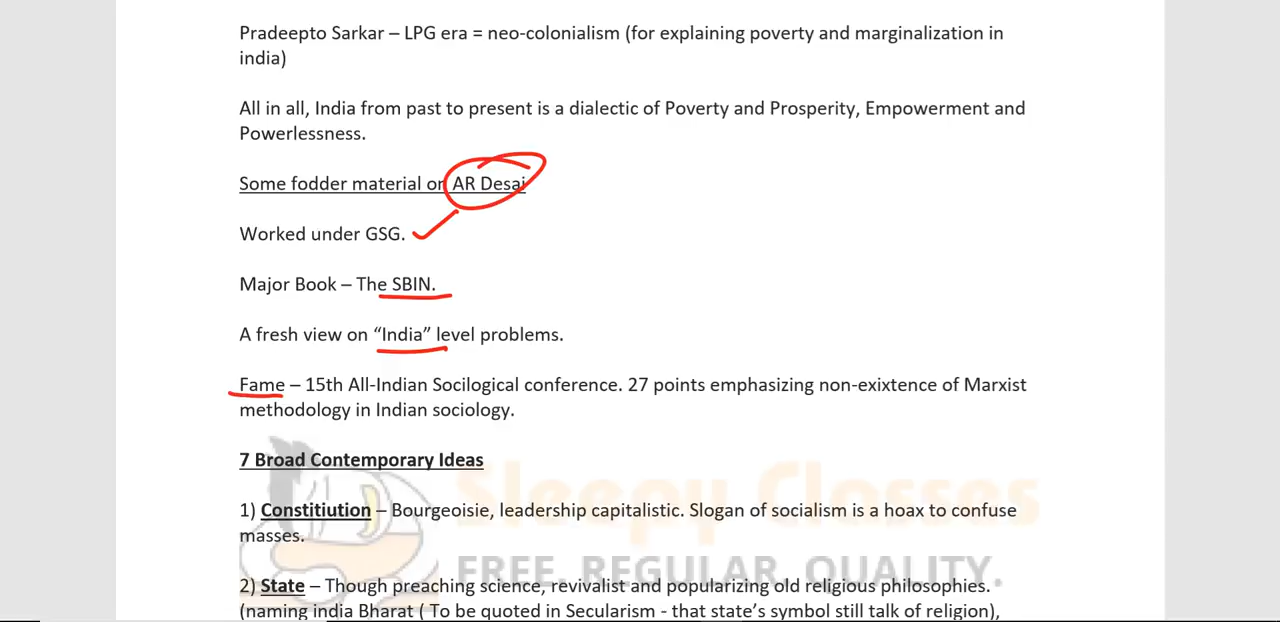 Pradeepto Sarkar – LPG era = neo-colonialism (for explaining poverty and marginalization in
india)
All in all, India from past to present is a dialectic of Poverty and Prosperity, Empowerment and
Powerlessness.
Some fodder material on AR Desai
Worked under GSG.
Major Book – The SBIN.
A fresh view on “India” level problems.
Fame – 15th All-Indian Socilogical conference. 27 points emphasizing non-exixtence of Marxist
methodology in Indian sociology.
7 Broad Contemporary Ideas
1) Constitiution – Bourgeoisie, leadership capitalistic. Slogan of socialism is a hoax to confuse
masses.
Sleepy Classes
FREE. REGULAR. QUALITY.
2) State – Though preaching science, revivalist and popularizing old religious philosophies.
(naming india Bharat ( To be quoted in Secularism - that state’s symbol still talk of religion),